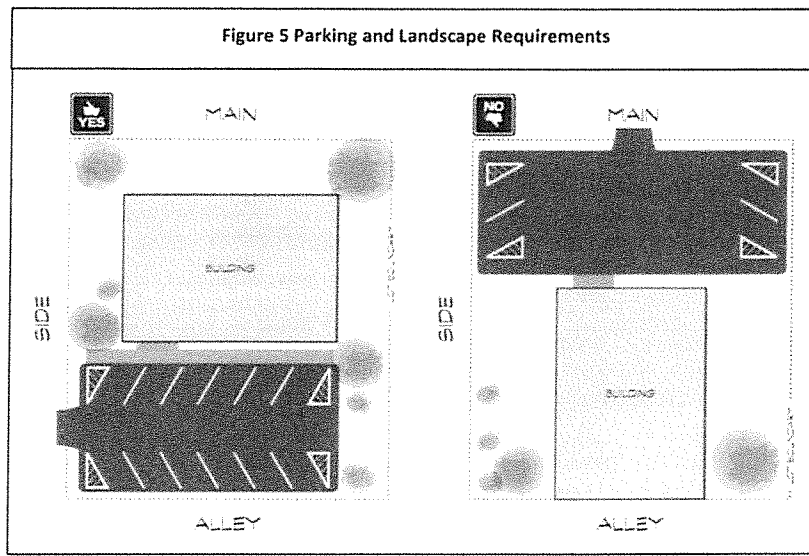 Figure 5 Parking and Landscape Requirements
YES
MAIN
BUILDING
SIDE
ALLEY
NO
MAIN
BUILDING
SIDE
ALLEY